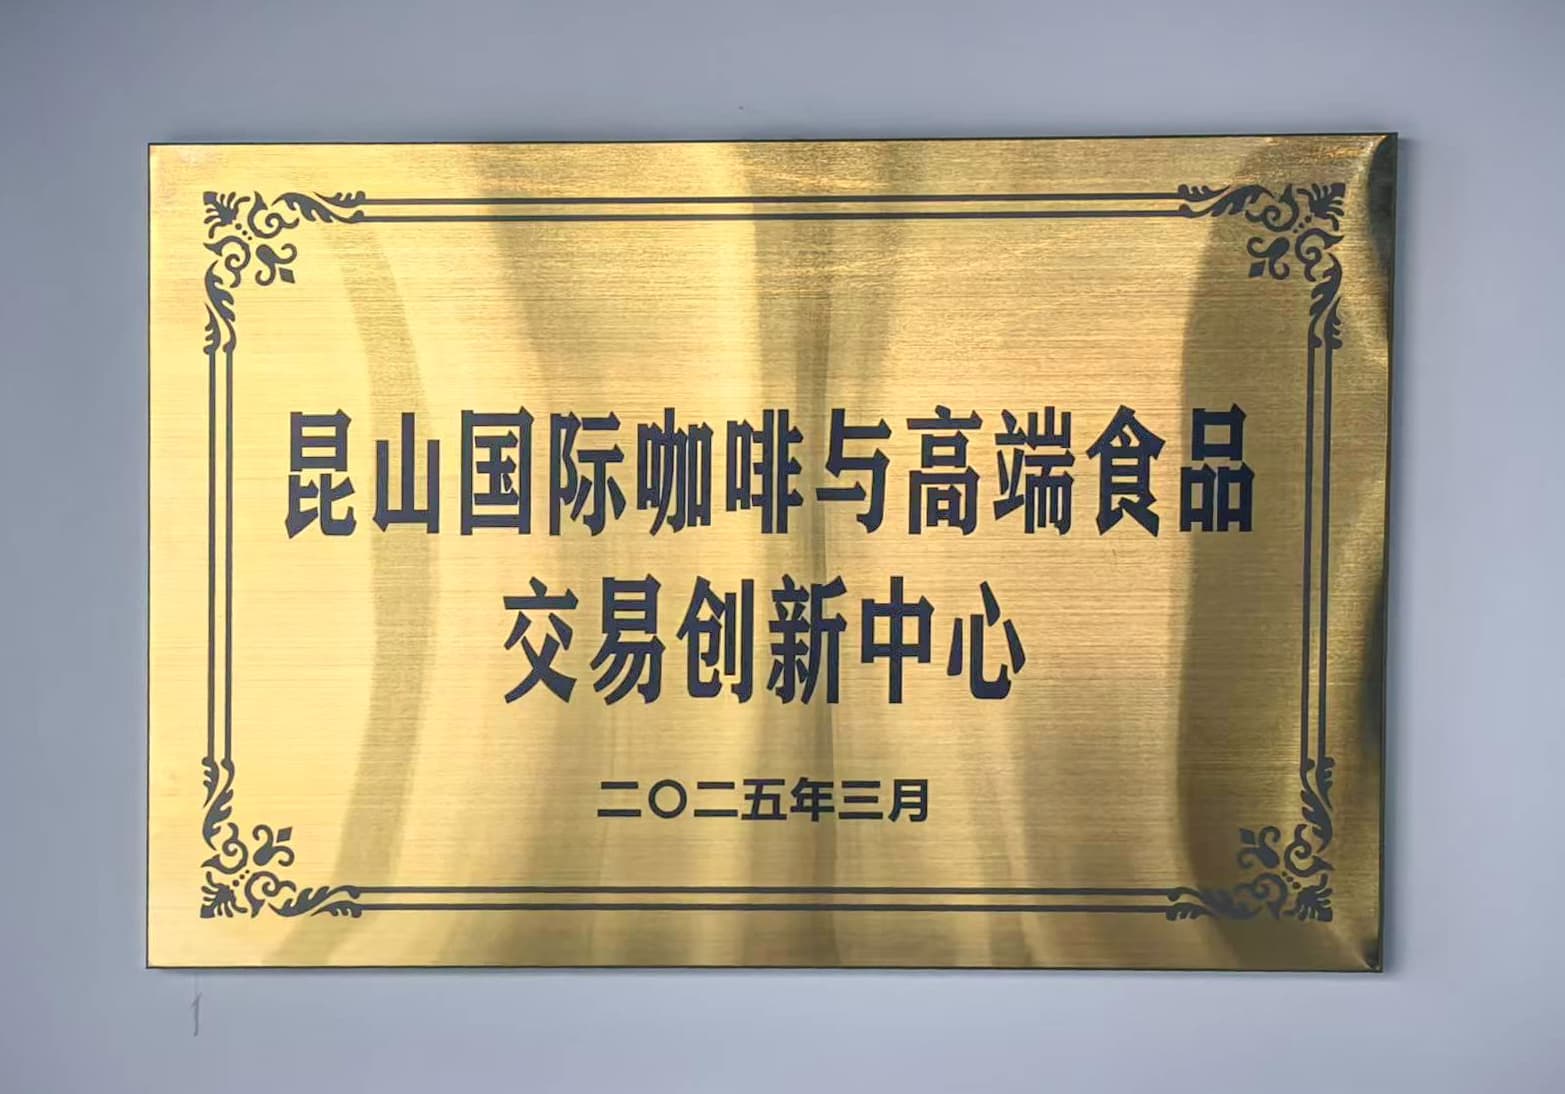 昆山国际咖啡与高端食品
交易创新中心
二〇二五年三月